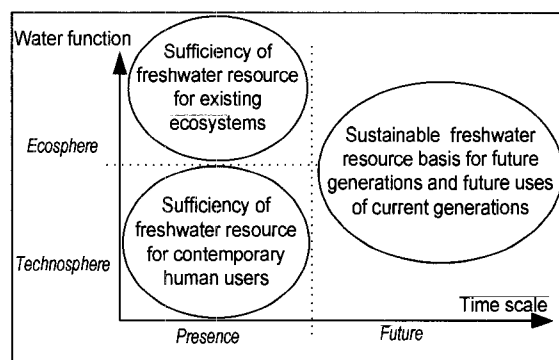 Water function
Sufficiency of
freshwater resource
for existing
ecosystems
Ecosphere
Sustainable freshwater
resource basis for future
generations and future uses
of current generations
Sufficiency of
freshwater resource
for contemporary
human users
Technosphere
Time scale
Presence
Future